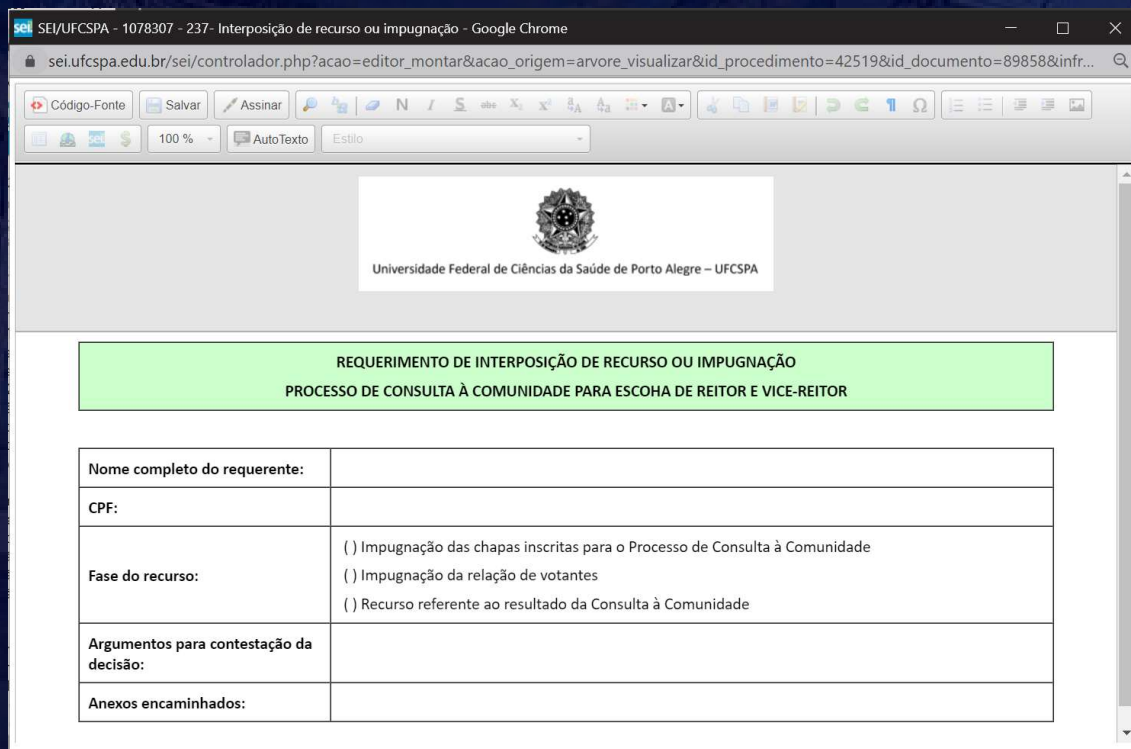 sei. SEI/UFCSPA - 1078307 - 237- Interposição de recurso ou impugnação - Google Chrome
sei.ufcspa.edu.br/sei/controlador.php?acao=editor_montar&acao_origem=arvore_visualizar&id_procedimento=42519&id_documento=89858&infr...
Código-Fonte Salvar Assinar N I S abc X₂ X² ¶ Ω
sei $ 100 % AutoTexto Estilo
Universidade Federal de Ciências da Saúde de Porto Alegre – UFCSPA
REQUERIMENTO DE INTERPOSIÇÃO DE RECURSO OU IMPUGNAÇÃO
PROCESSO DE CONSULTA À COMUNIDADE PARA ESCOHA DE REITOR E VICE-REITOR
Nome completo do requerente:
CPF:
Fase do recurso:
( ) Impugnação das chapas inscritas para o Processo de Consulta à Comunidade
( ) Impugnação da relação de votantes
( ) Recurso referente ao resultado da Consulta à Comunidade
Argumentos para contestação da
decisão:
Anexos encaminhados: